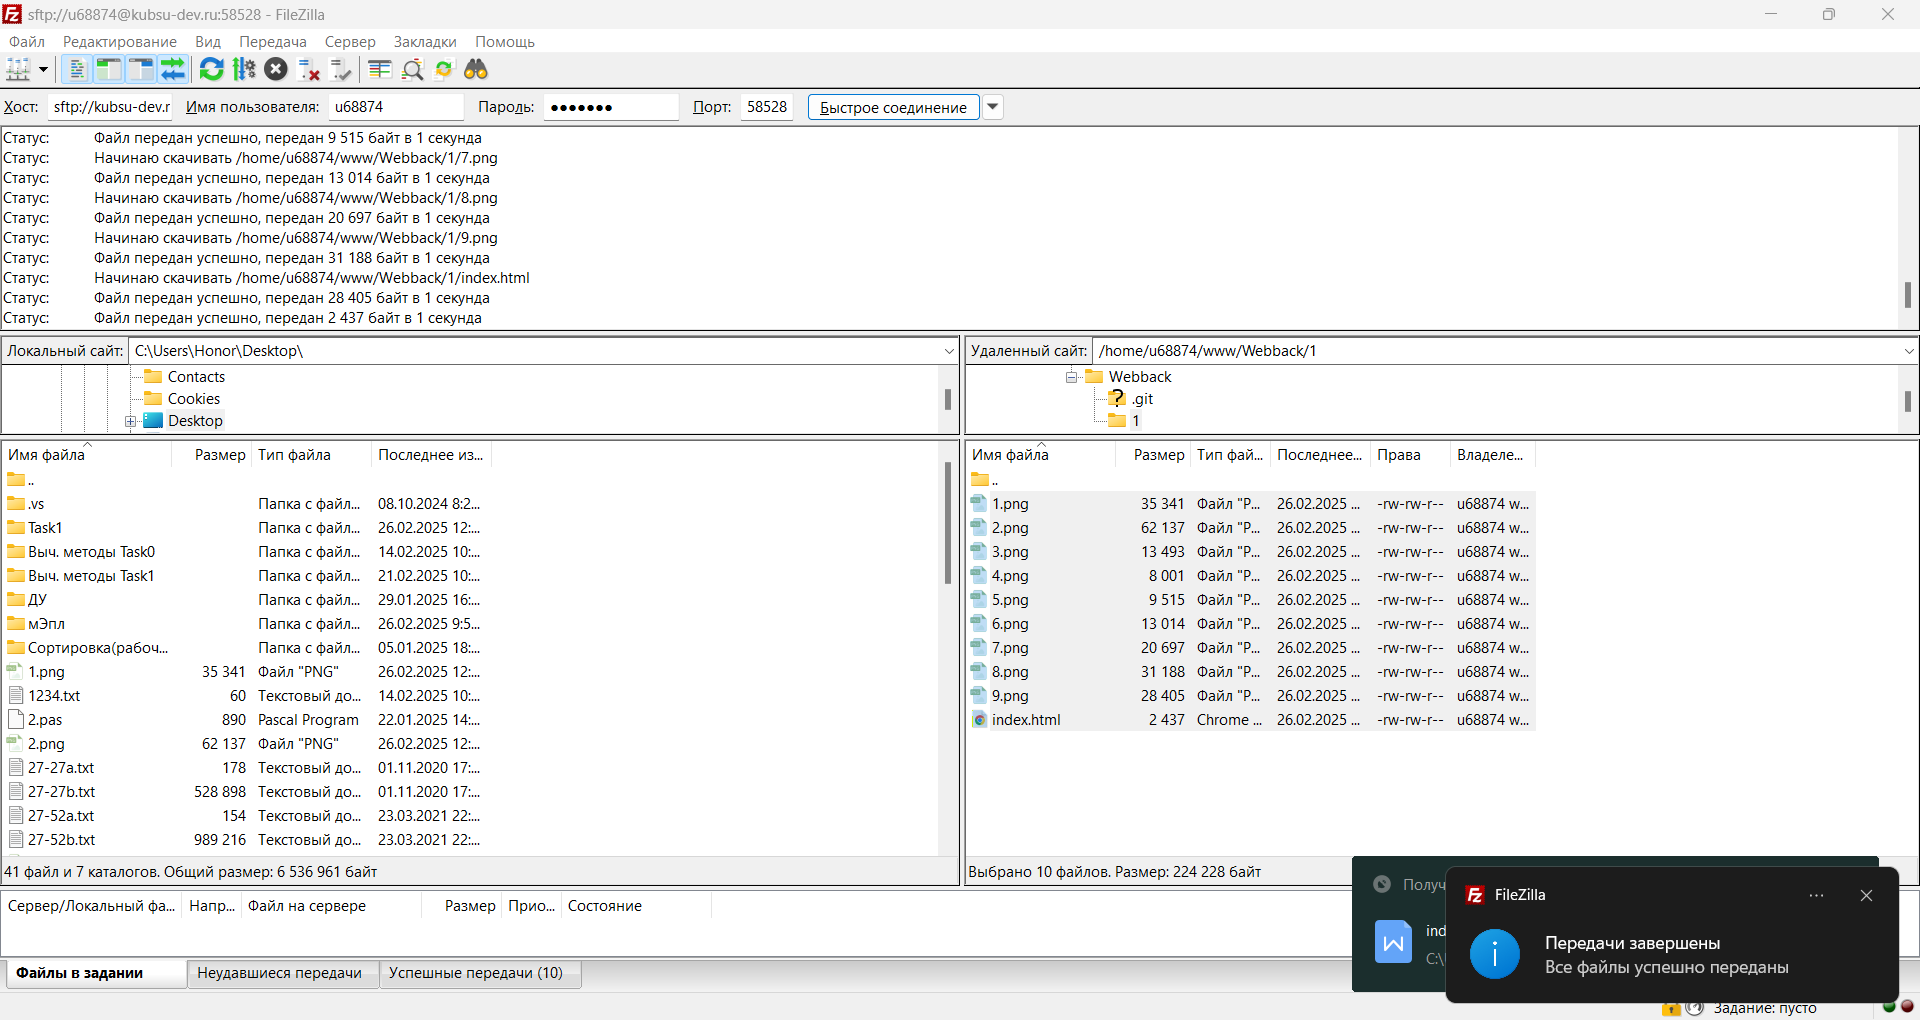 sftp://u68874@kubsu-dev.ru:58528 - FileZilla
Файл Редактирование Вид Передача Сервер Закладки Помощь
Хост: sftp://kubsu-dev.r Имя пользователя: u68874 Пароль: ●●●●●●● Порт: 58528 Быстрое соединение
Статус: Файл передан успешно, передан 9 515 байт в 1 секунда
Статус: Начинаю скачивать /home/u68874/www/Webback/1/7.png
Статус: Файл передан успешно, передан 13 014 байт в 1 секунда
Статус: Начинаю скачивать /home/u68874/www/Webback/1/8.png
Статус: Файл передан успешно, передан 20 697 байт в 1 секунда
Статус: Начинаю скачивать /home/u68874/www/Webback/1/9.png
Статус: Файл передан успешно, передан 31 188 байт в 1 секунда
Статус: Начинаю скачивать /home/u68874/www/Webback/1/index.html
Статус: Файл передан успешно, передан 28 405 байт в 1 секунда
Статус: Файл передан успешно, передан 2 437 байт в 1 секунда
Локальный сайт: C:\Users\Honor\Desktop\
Contacts
Cookies
Desktop
Имя файла Размер Тип файла Последнее из...
..
.vs Папка с файл... 08.10.2024 8:2...
Task1 Папка с файл... 26.02.2025 12:...
Выч. методы Task0 Папка с файл... 14.02.2025 10:...
Выч. методы Task1 Папка с файл... 21.02.2025 10:...
ДУ Папка с файл... 29.01.2025 16:...
мЭпл Папка с файл... 26.02.2025 9:5...
Сортировка(рабоч... Папка с файл... 05.01.2025 18:...
1.png 35 341 Файл "PNG" 26.02.2025 12:...
1234.txt 60 Текстовый до... 14.02.2025 10:...
2.pas 890 Pascal Program 22.01.2025 14:...
2.png 62 137 Файл "PNG" 26.02.2025 12:...
27-27a.txt 178 Текстовый до... 01.11.2020 17:...
27-27b.txt 528 898 Текстовый до... 01.11.2020 17:...
27-52a.txt 154 Текстовый до... 23.03.2021 22:...
27-52b.txt 989 216 Текстовый до... 23.03.2021 22:...
41 файл и 7 каталогов. Общий размер: 6 536 961 байт
Удаленный сайт: /home/u68874/www/Webback/1
Webback
.git
1
Имя файла Размер Тип фай... Последнее... Права Владеле...
..
1.png 35 341 Файл "P... 26.02.2025 ... -rw-rw-r-- u68874 w...
2.png 62 137 Файл "P... 26.02.2025 ... -rw-rw-r-- u68874 w...
3.png 13 493 Файл "P... 26.02.2025 ... -rw-rw-r-- u68874 w...
4.png 8 001 Файл "P... 26.02.2025 ... -rw-rw-r-- u68874 w...
5.png 9 515 Файл "P... 26.02.2025 ... -rw-rw-r-- u68874 w...
6.png 13 014 Файл "P... 26.02.2025 ... -rw-rw-r-- u68874 w...
7.png 20 697 Файл "P... 26.02.2025 ... -rw-rw-r-- u68874 w...
8.png 31 188 Файл "P... 26.02.2025 ... -rw-rw-r-- u68874 w...
9.png 28 405 Файл "P... 26.02.2025 ... -rw-rw-r-- u68874 w...
index.html 2 437 Chrome ... 26.02.2025 ... -rw-rw-r-- u68874 w...
Выбрано 10 файлов. Размер: 224 228 байт
Сервер/Локальный фа... Напр... Файл на сервере Размер Прио... Состояние
Файлы в задании Неудавшиеся передачи Успешные передачи (10)
Получ
ind
C:\
FileZilla
Передачи завершены
Все файлы успешно переданы
Задание: пусто